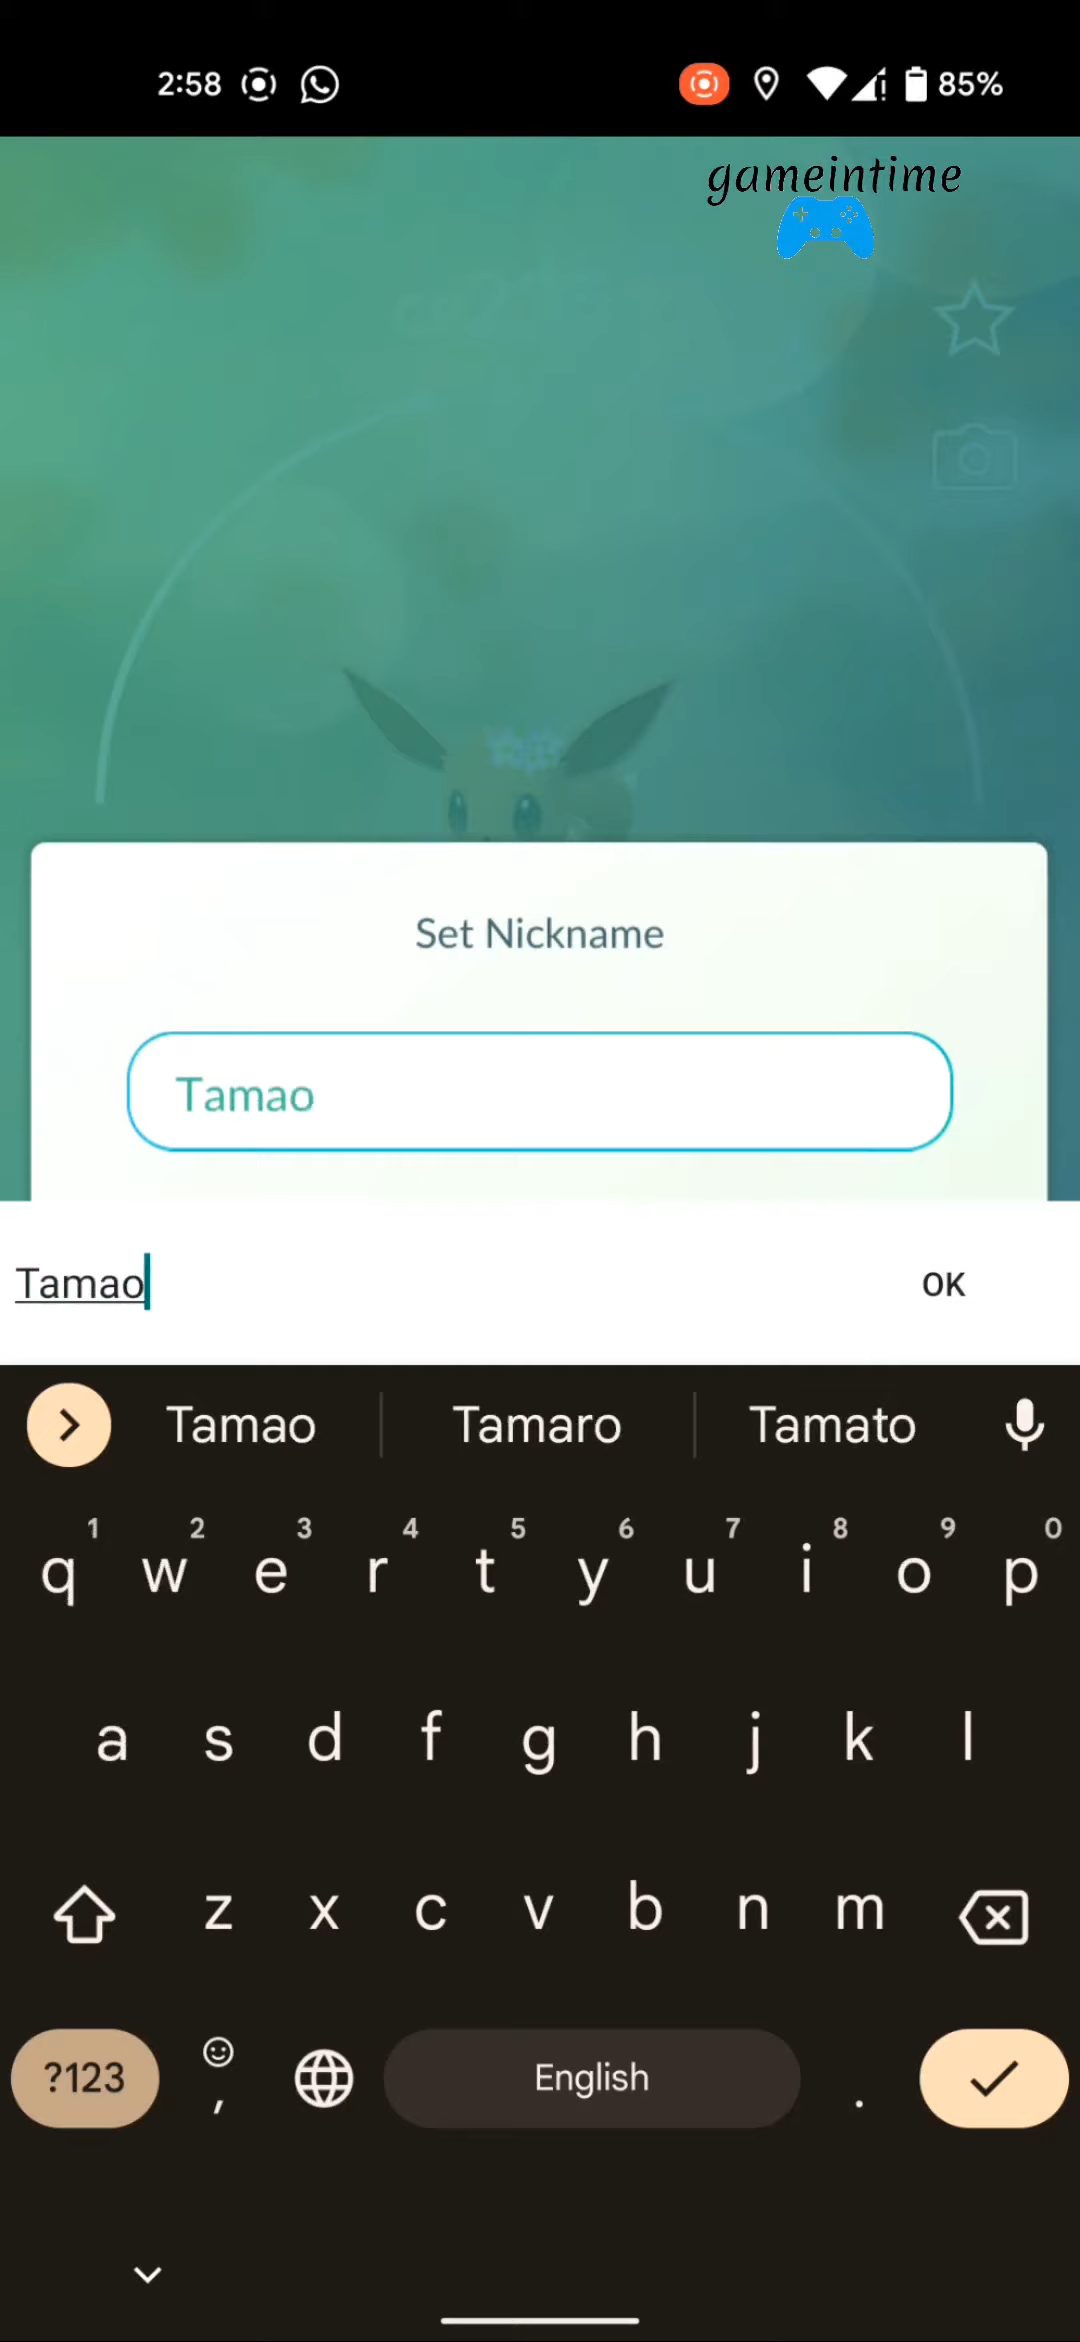 2:58
85%
gameintime
Set Nickname
Tamao
Tamao
OK
Tamao
Tamaro
Tamato
1 2 3 4 5 6 7 8 9 0
q w e r t y u i o p
a s d f g h j k l
z x c v b n m
?123
,
English
.